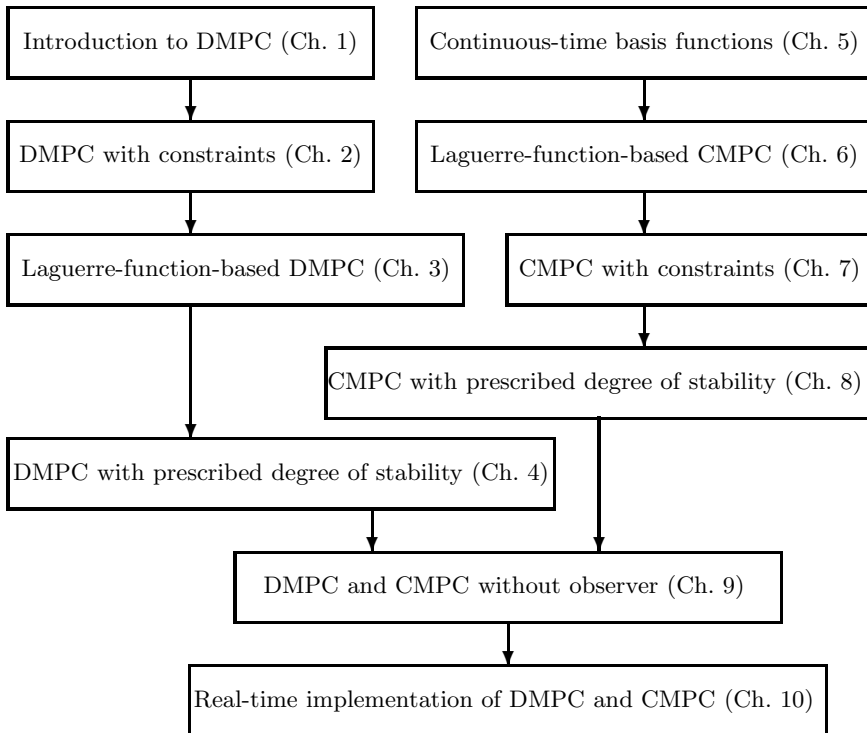 Introduction to DMPC (Ch. 1)
Continuous-time basis functions (Ch. 5)
DMPC with constraints (Ch. 2)
Laguerre-function-based CMPC (Ch. 6)
Laguerre-function-based DMPC (Ch. 3)
CMPC with constraints (Ch. 7)
CMPC with prescribed degree of stability (Ch. 8)
DMPC with prescribed degree of stability (Ch. 4)
DMPC and CMPC without observer (Ch. 9)
Real-time implementation of DMPC and CMPC (Ch. 10)